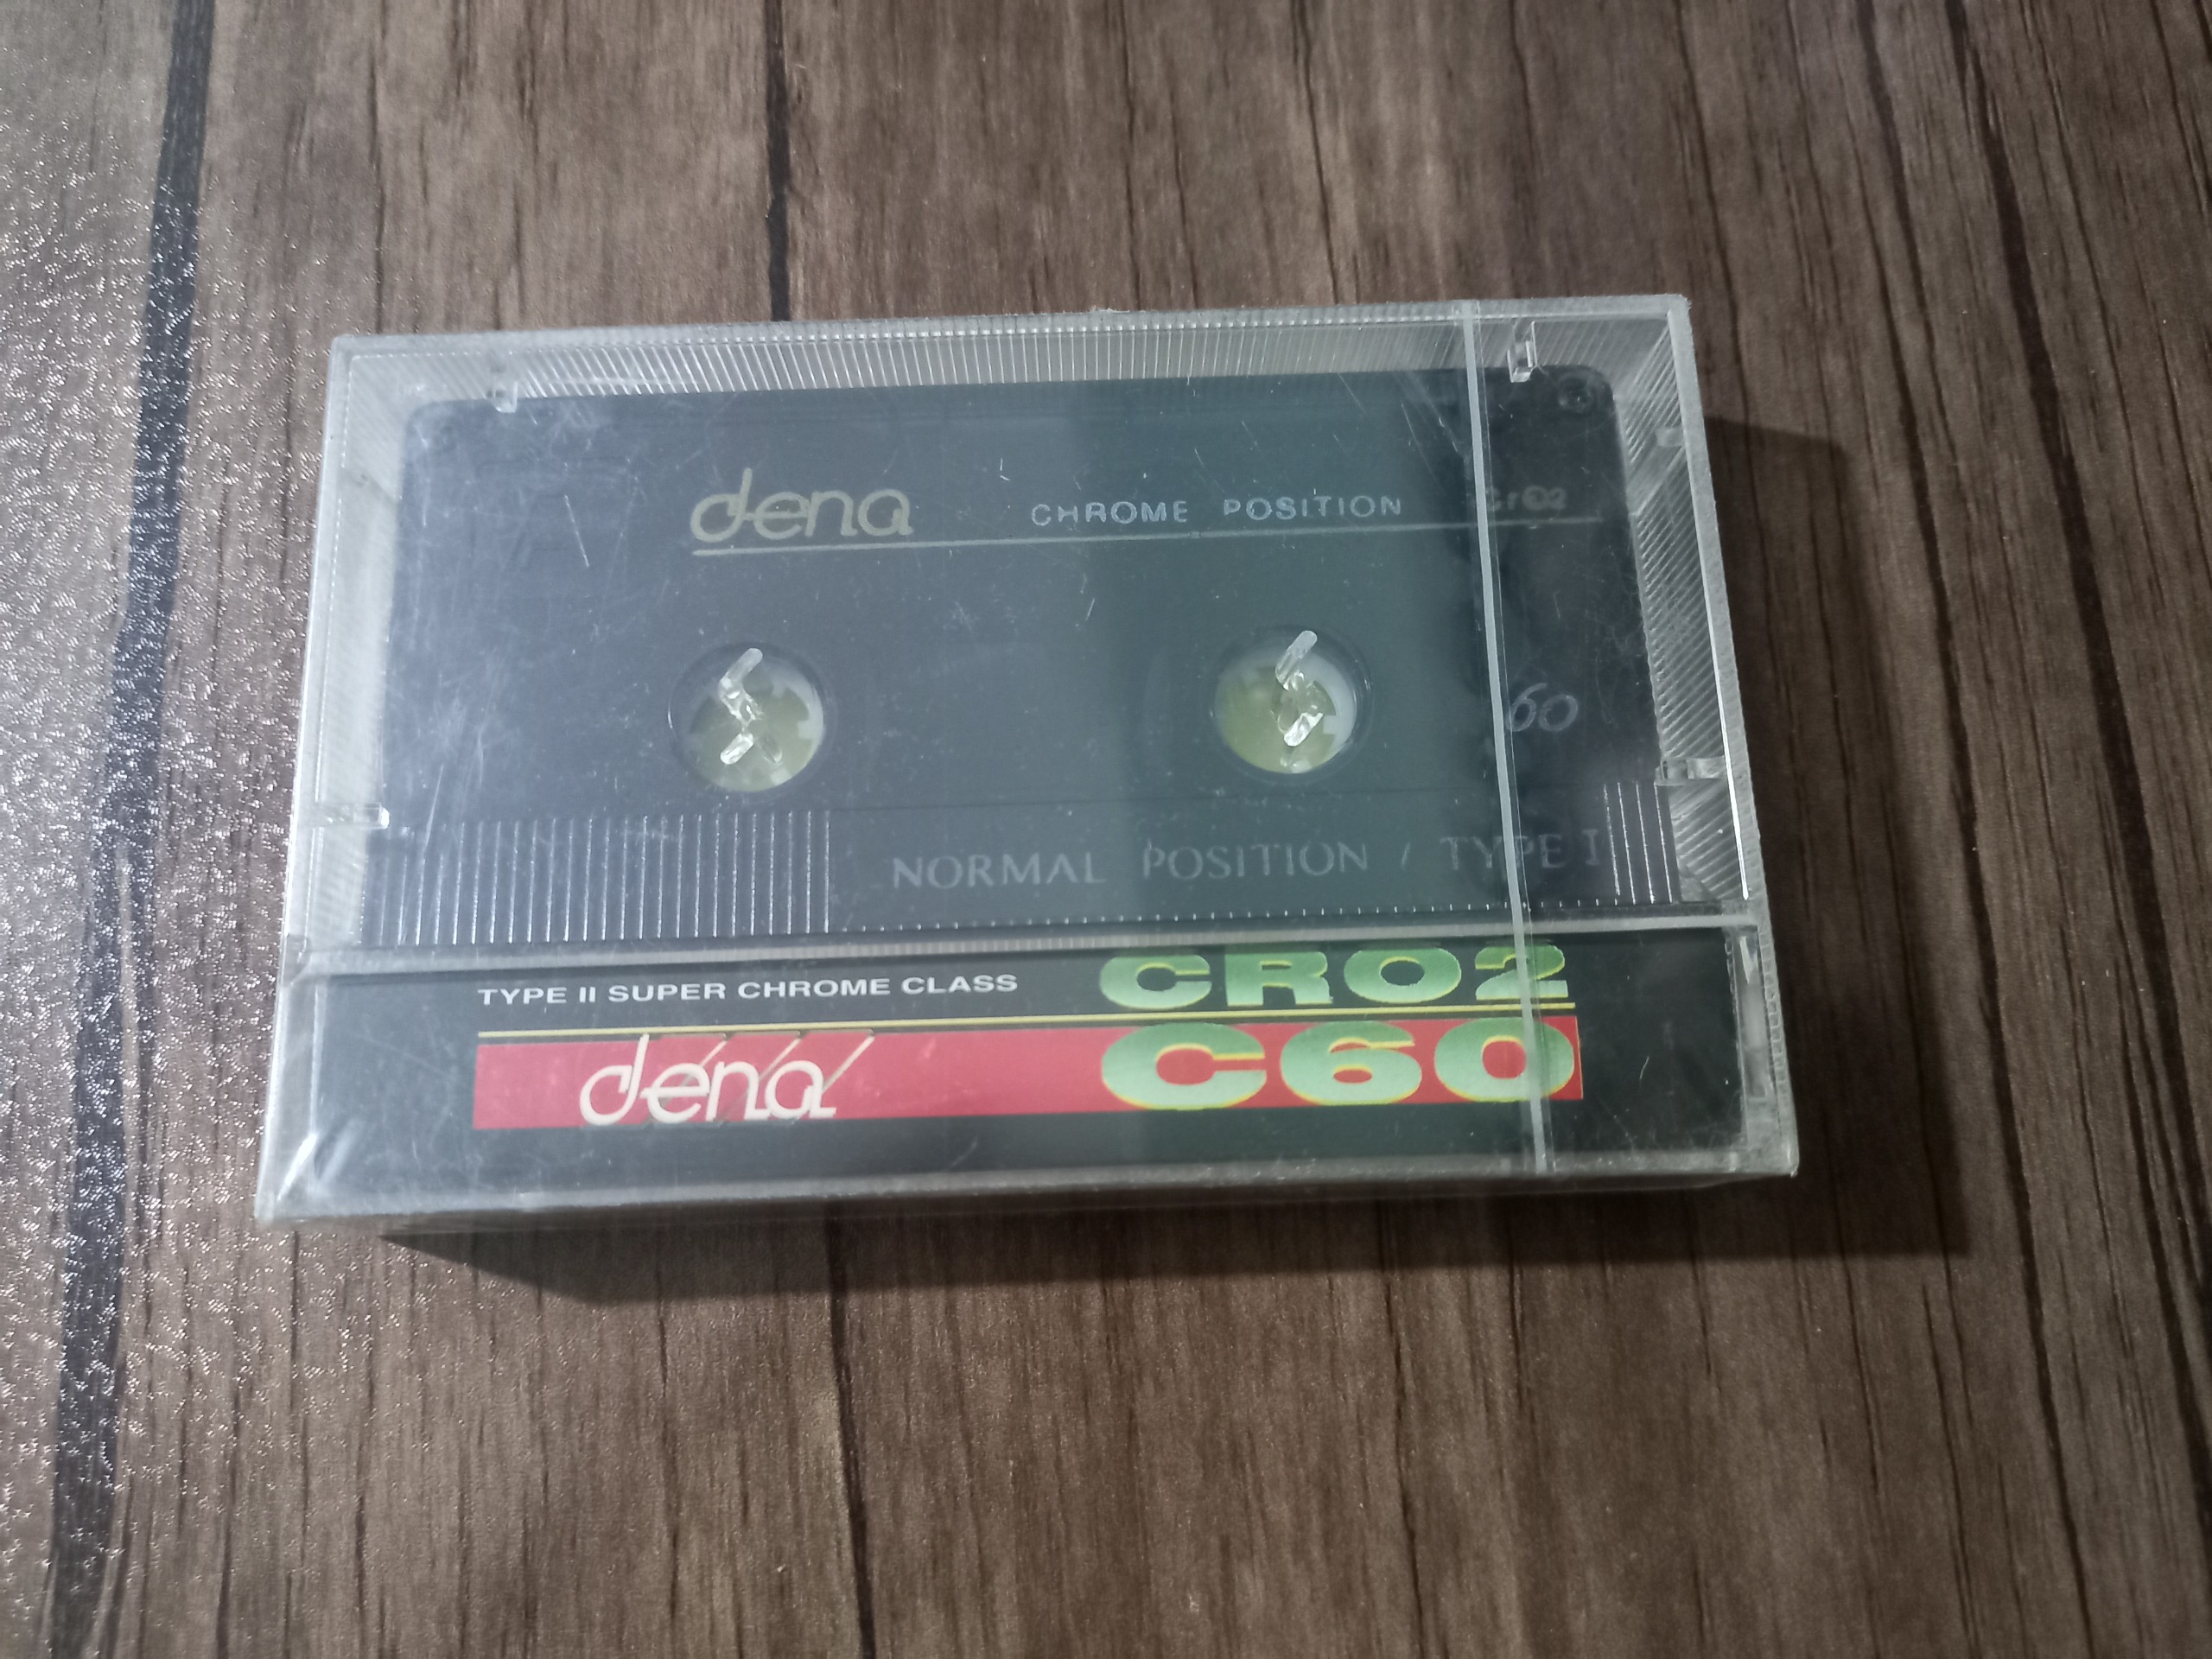 dena CHROME POSITION CrO2
60
NORMAL POSITION / TYPE I
TYPE II SUPER CHROME CLASS CRO2
dena C60